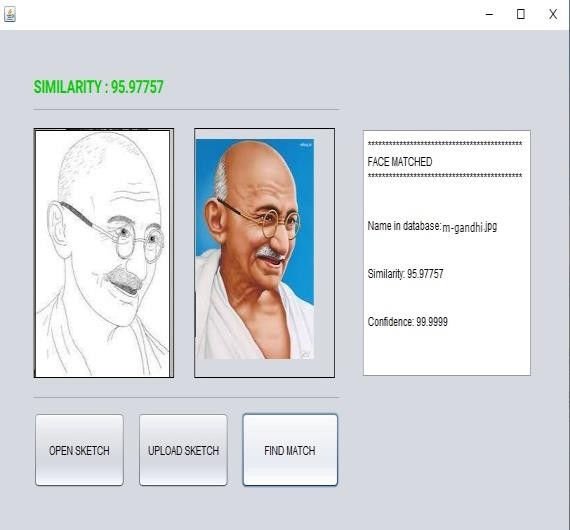 SIMILARITY : 95.97757
********************************************
FACE MATCHED
********************************************
Name in database:m-gandhi.jpg
Similarity: 95.97757
Confidence: 99.9999
OPEN SKETCH
UPLOAD SKETCH
FIND MATCH